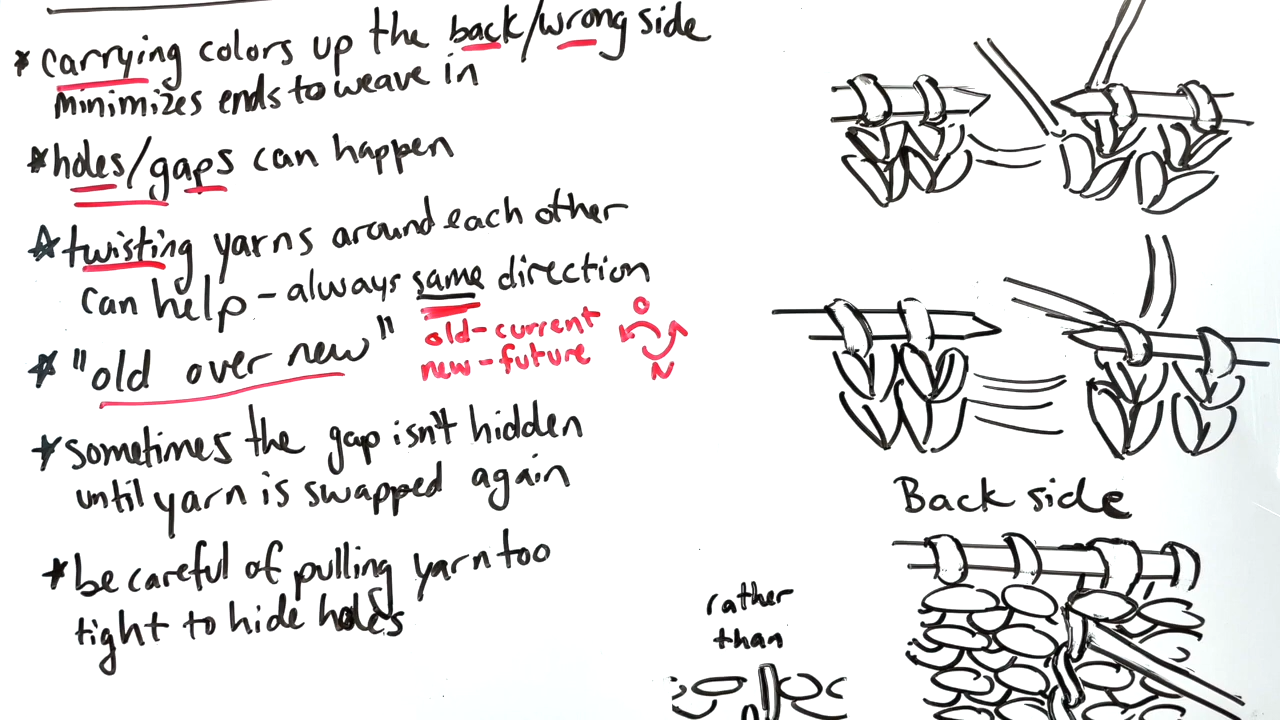 * carrying colors up the back/wrong side
minimizes ends to weave in
* holes/gaps can happen
* twisting yarns around each other
can help - always same direction
old-current
new-future
O
N
* "old over new"
* sometimes the gap isn't hidden
until yarn is swapped again
* be careful of pulling yarn too
tight to hide holes
Back side
rather
than